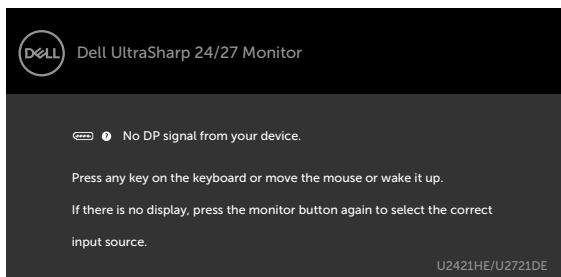 DELL Dell UltraSharp 24/27 Monitor
? No DP signal from your device.
Press any key on the keyboard or move the mouse or wake it up.
If there is no display, press the monitor button again to select the correct
input source.
U2421HE/U2721DE